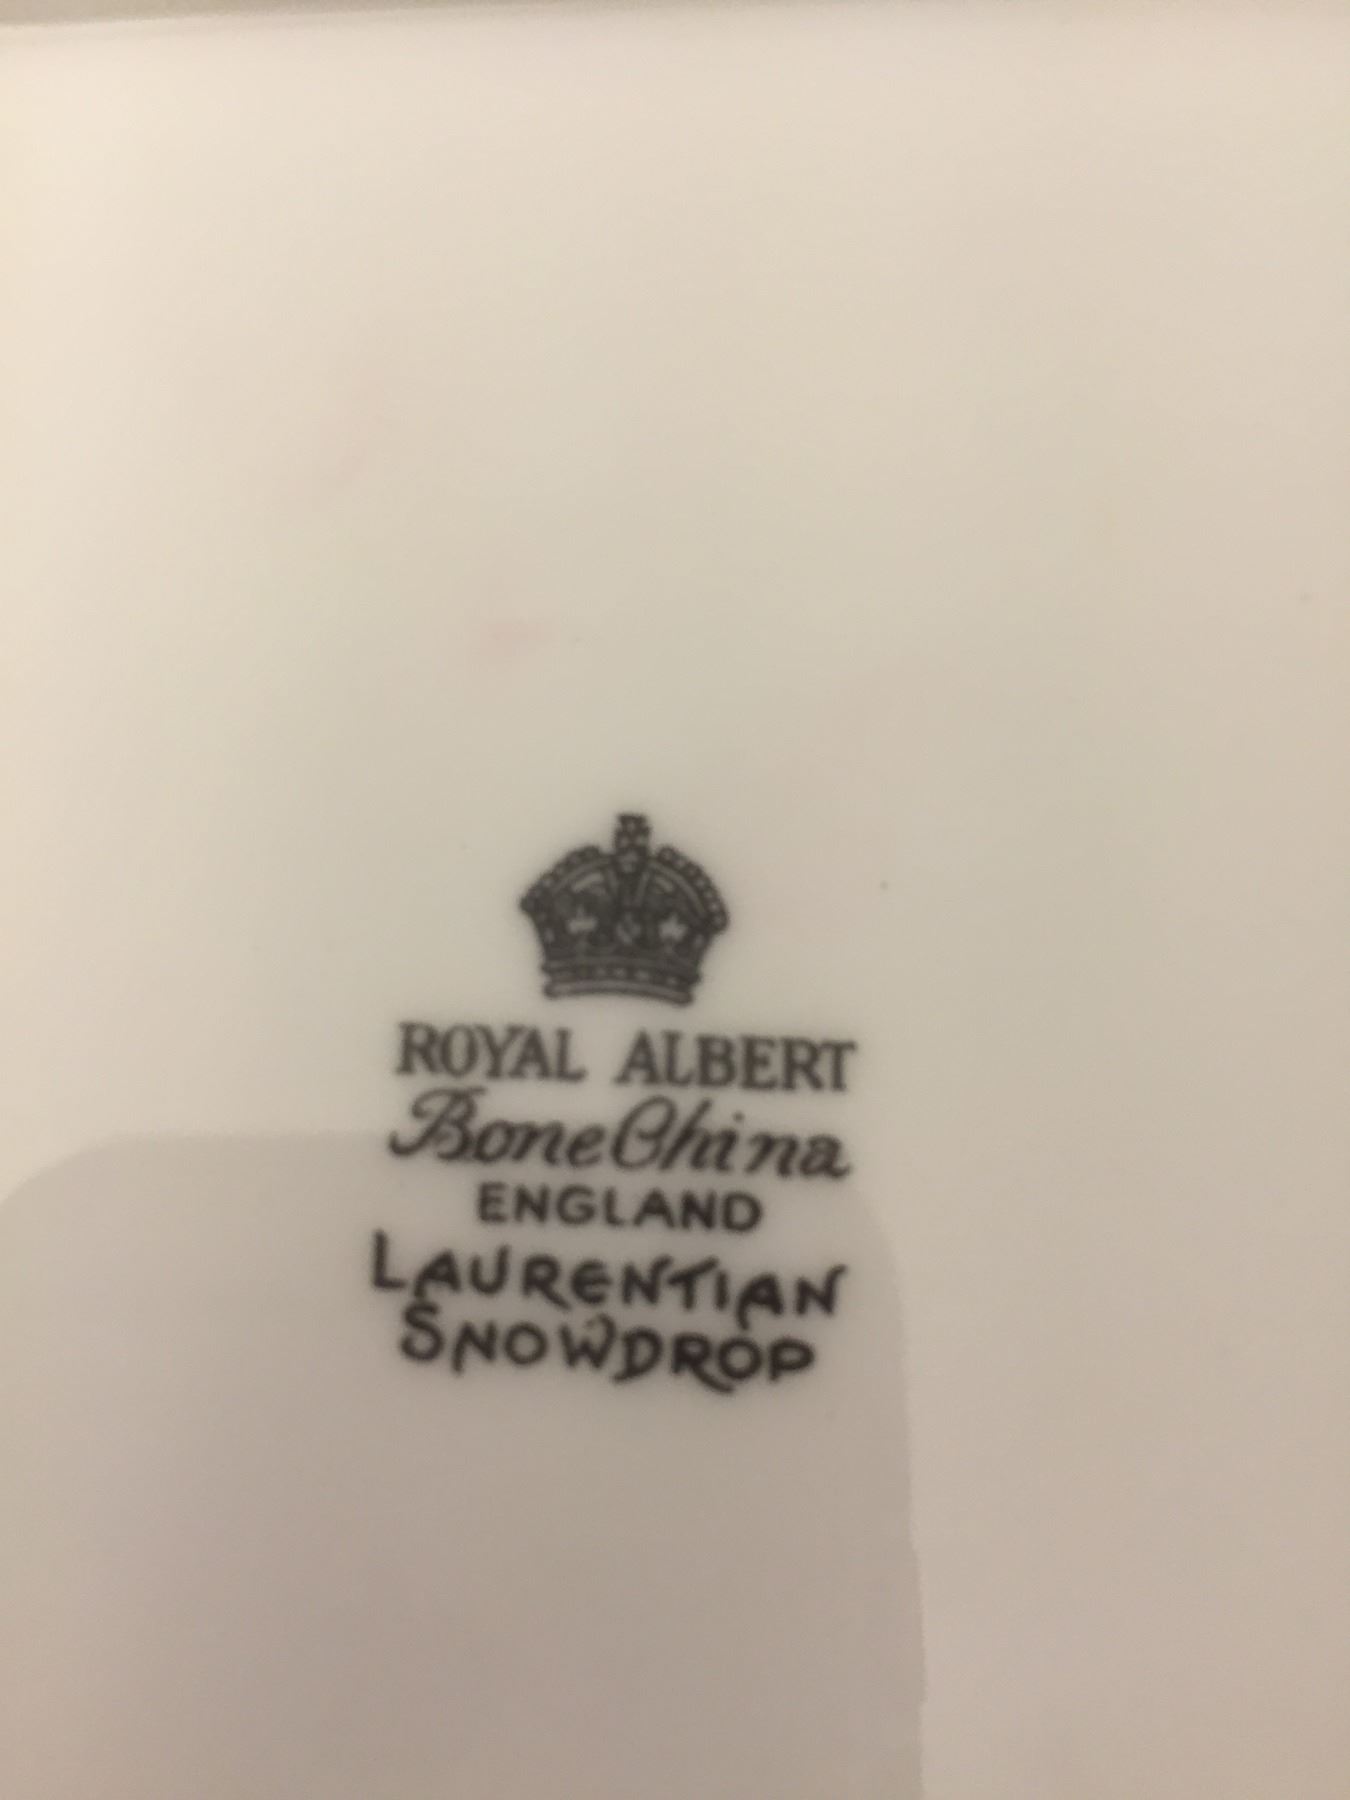 ROYAL ALBERT
Bone China
ENGLAND
LAURENTIAN
SNOWDROP